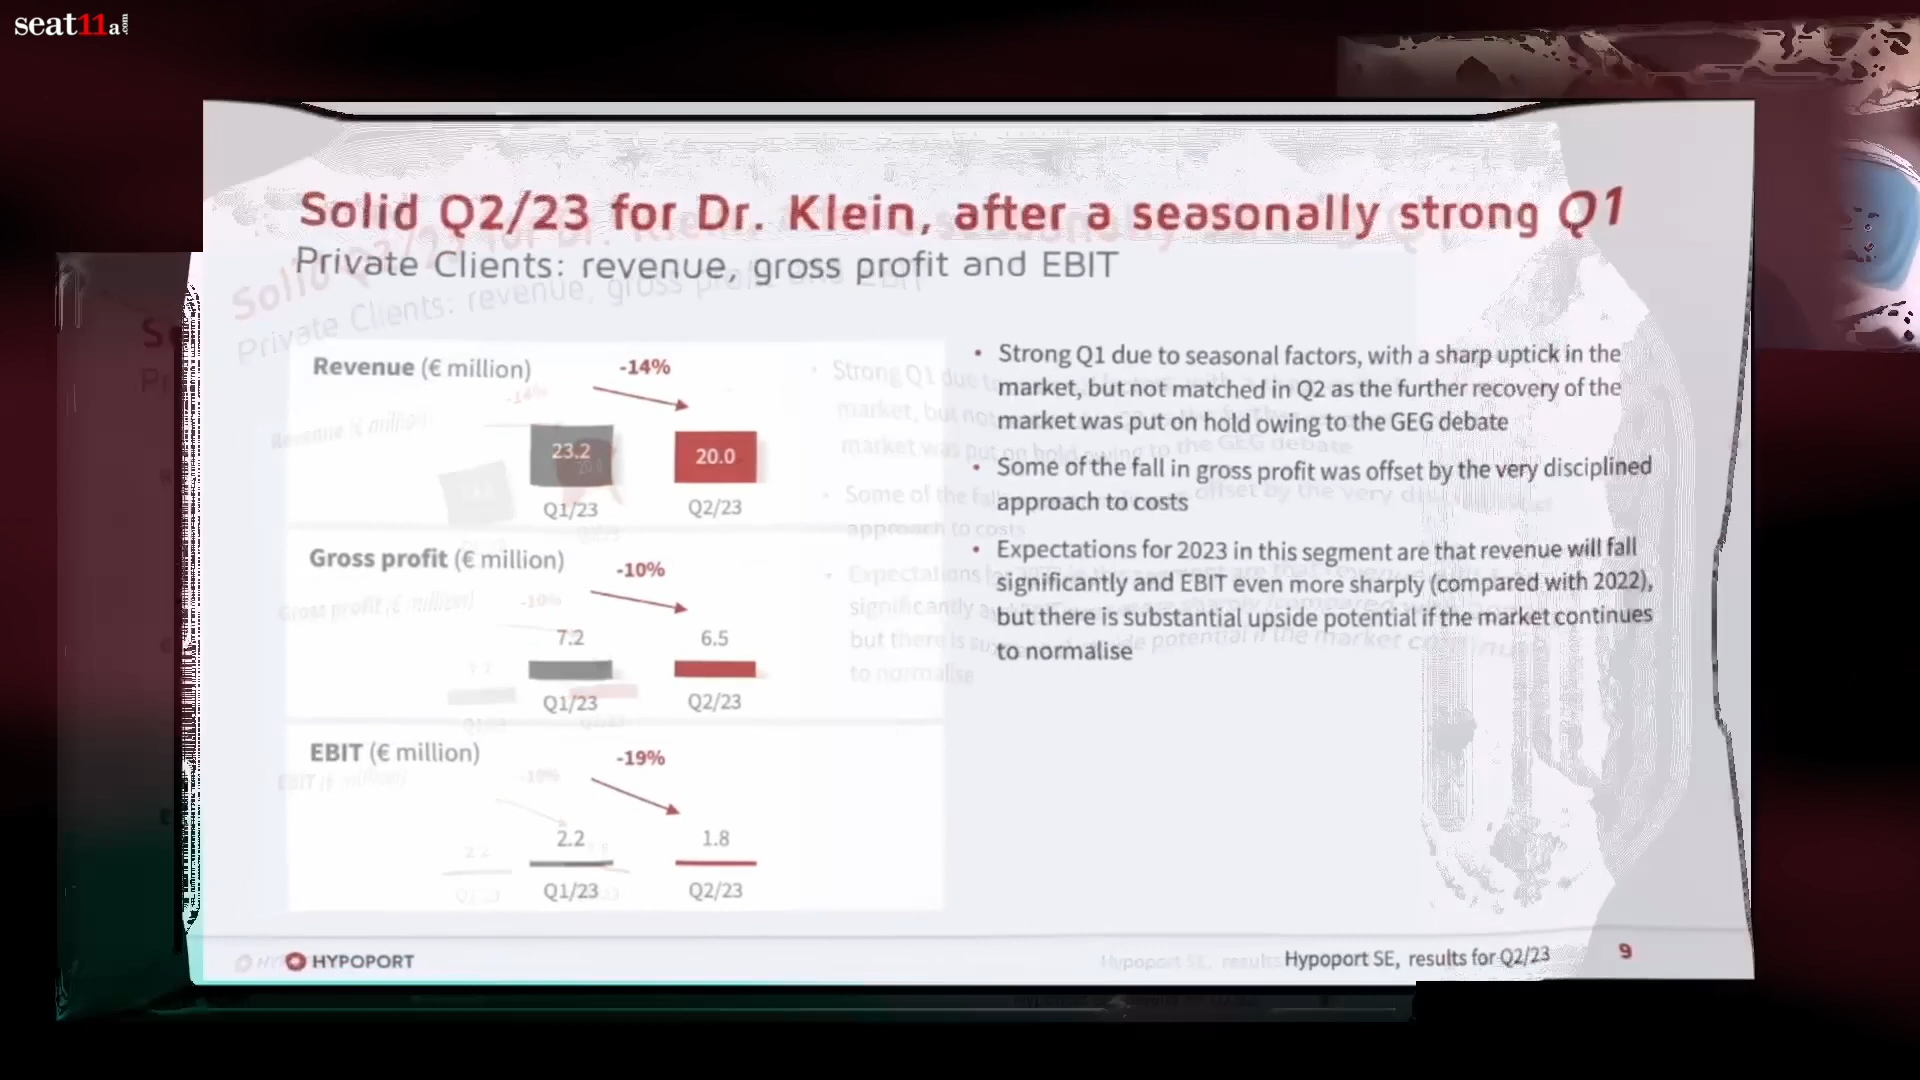 seat11a.com
Solid Q2/23 for Dr. Klein, after a seasonally strong Q1
Private Clients: revenue, gross profit and EBIT
Revenue (€ million)
-14%
23.2
20.0
Q1/23
Q2/23
Gross profit (€ million)
-10%
7.2
6.5
Q1/23
Q2/23
EBIT (€ million)
-19%
2.2
1.8
Q1/23
Q2/23
• Strong Q1 due to seasonal factors, with a sharp uptick in the
market, but not matched in Q2 as the further recovery of the
market was put on hold owing to the GEG debate
• Some of the fall in gross profit was offset by the very disciplined
approach to costs
• Expectations for 2023 in this segment are that revenue will fall
significantly and EBIT even more sharply (compared with 2022),
but there is substantial upside potential if the market continues
to normalise
HYPOPORT
Hypoport SE, results for Q2/23
9